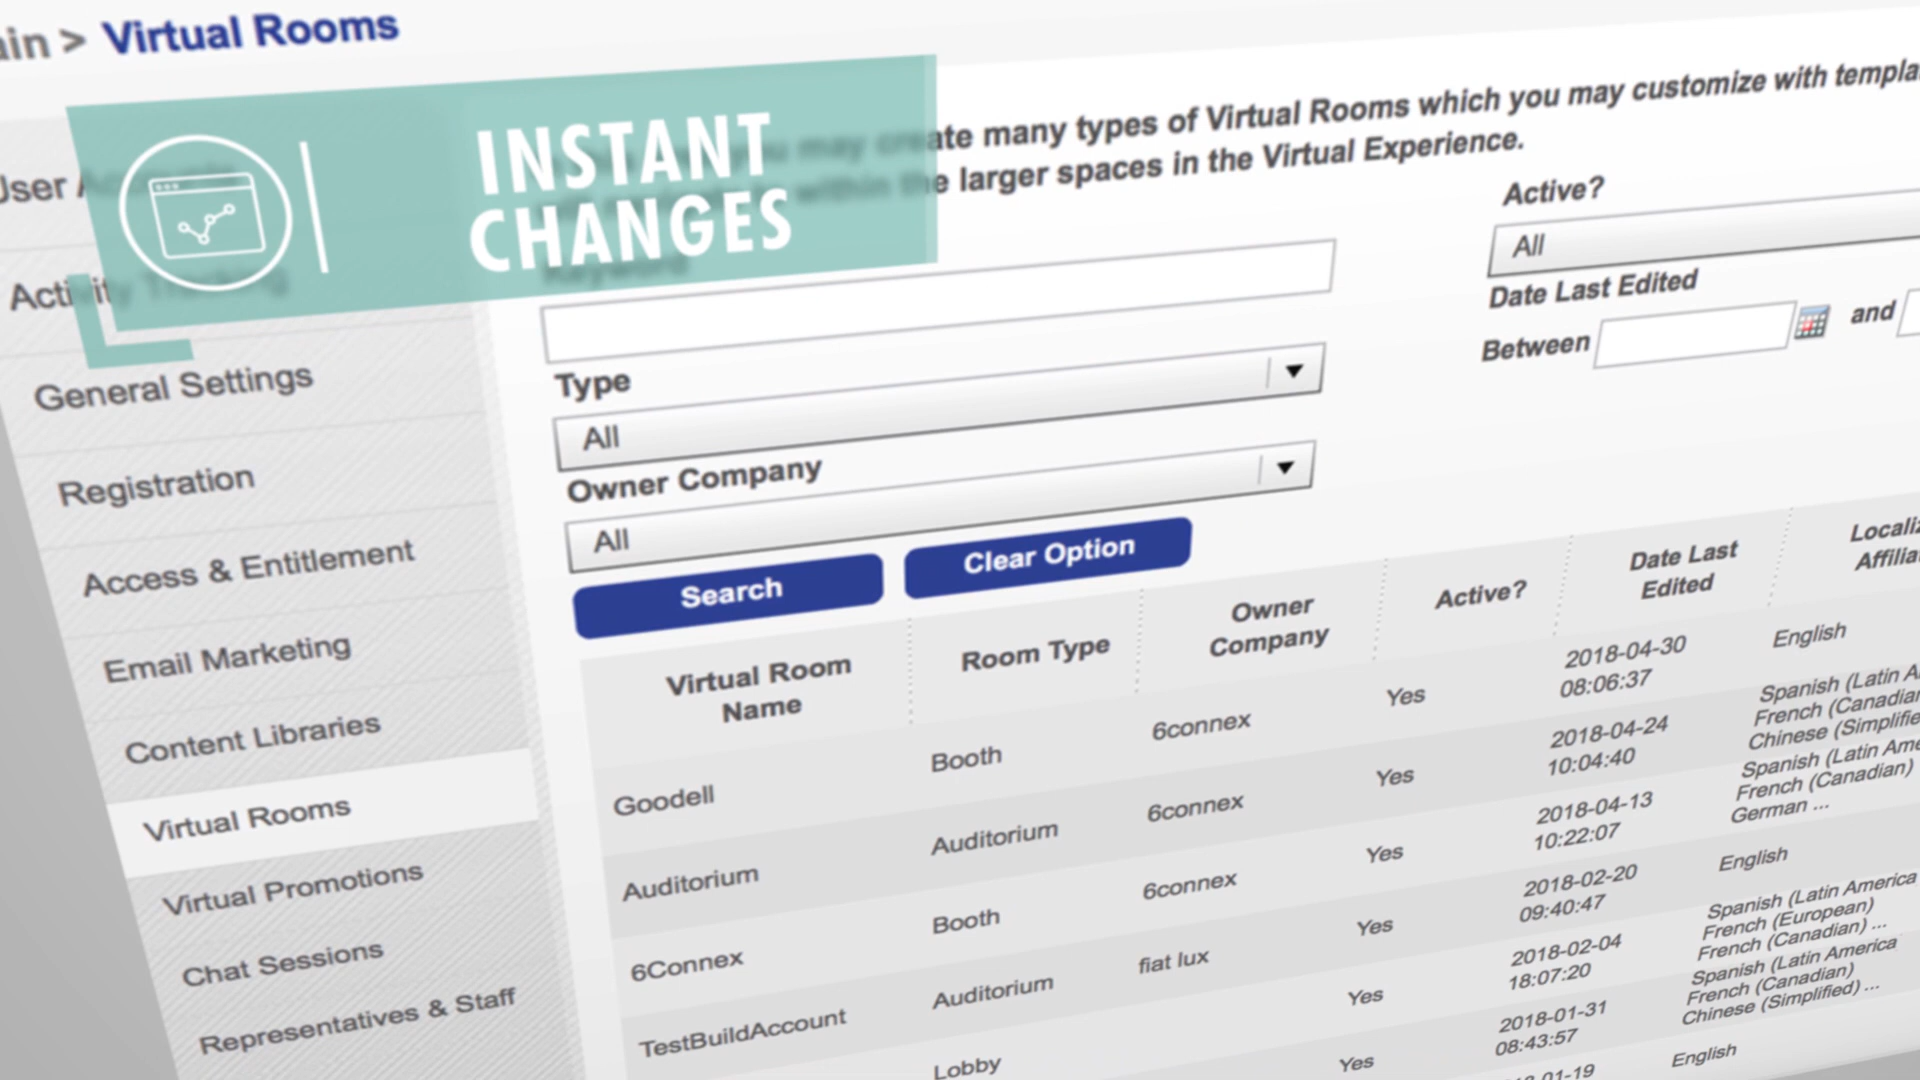 ain > Virtual Rooms
INSTANT
CHANGES
may create many types of Virtual Rooms which you may customize with templa
within the larger spaces in the Virtual Experience.
User Accounts
Activity Tracking
General Settings
Registration
Access & Entitlement
Email Marketing
Content Libraries
Virtual Rooms
Virtual Promotions
Chat Sessions
Representatives & Staff
Keyword
Type
All
Owner Company
All
Search
Clear Option
Active?
All
Date Last Edited
Between
and
Virtual Room
Name
Room Type
Owner
Company
Active?
Date Last
Edited
Localiz
Affilia
Goodell
Booth
6connex
Yes
2018-04-30
08:06:37
English
Auditorium
Auditorium
6connex
Yes
2018-04-24
10:04:40
Spanish (Latin A
French (Canadian
Chinese (Simplifie
6Connex
Booth
6connex
Yes
2018-04-13
10:22:07
Spanish (Latin Ame
French (Canadian)
German ...
TestBuildAccount
Auditorium
fiat lux
Yes
2018-02-20
09:40:47
English
Lobby
Yes
2018-02-04
18:07:20
Spanish (Latin America
French (European)
French (Canadian) ...
Yes
2018-01-31
08:43:57
Spanish (Latin America
French (Canadian)
Chinese (Simplified) ...
01-19
English